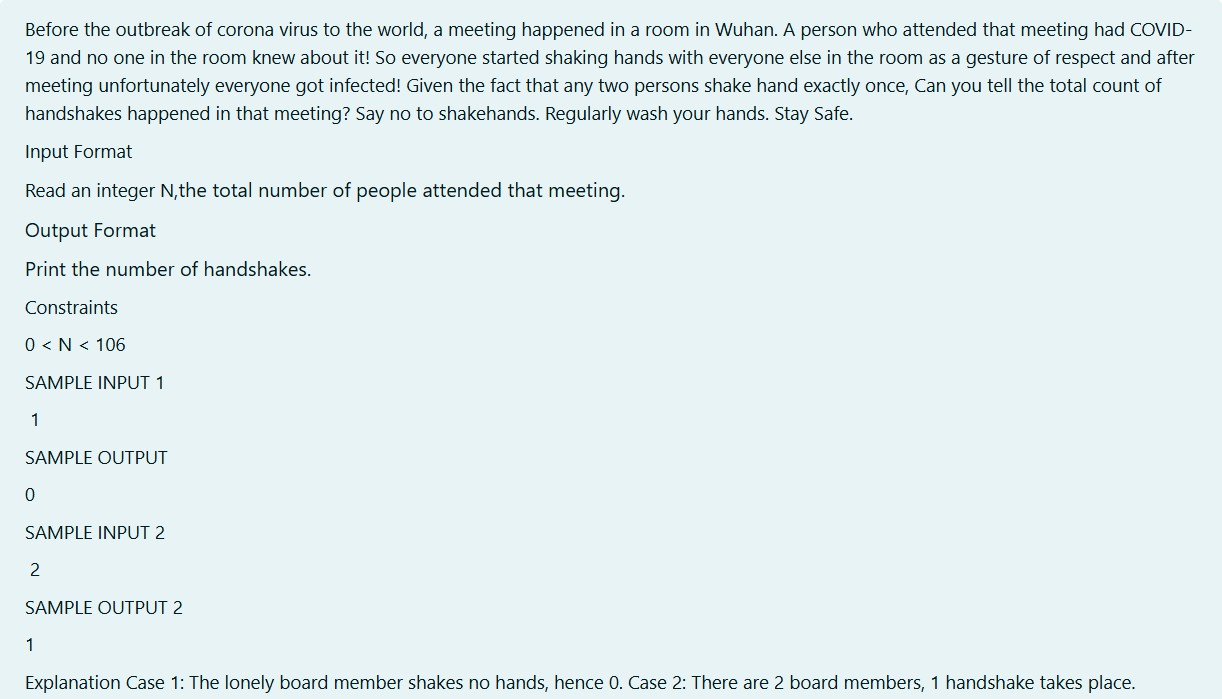 Before the outbreak of corona virus to the world, a meeting happened in a room in Wuhan. A person who attended that meeting had COVID-
19 and no one in the room knew about it! So everyone started shaking hands with everyone else in the room as a gesture of respect and after
meeting unfortunately everyone got infected! Given the fact that any two persons shake hand exactly once, Can you tell the total count of
handshakes happened in that meeting? Say no to shakehands. Regularly wash your hands. Stay Safe.
Input Format
Read an integer N,the total number of people attended that meeting.
Output Format
Print the number of handshakes.
Constraints
0 < N < 106
SAMPLE INPUT 1
1
SAMPLE OUTPUT
0
SAMPLE INPUT 2
2
SAMPLE OUTPUT 2
1
Explanation Case 1: The lonely board member shakes no hands, hence 0. Case 2: There are 2 board members, 1 handshake takes place.